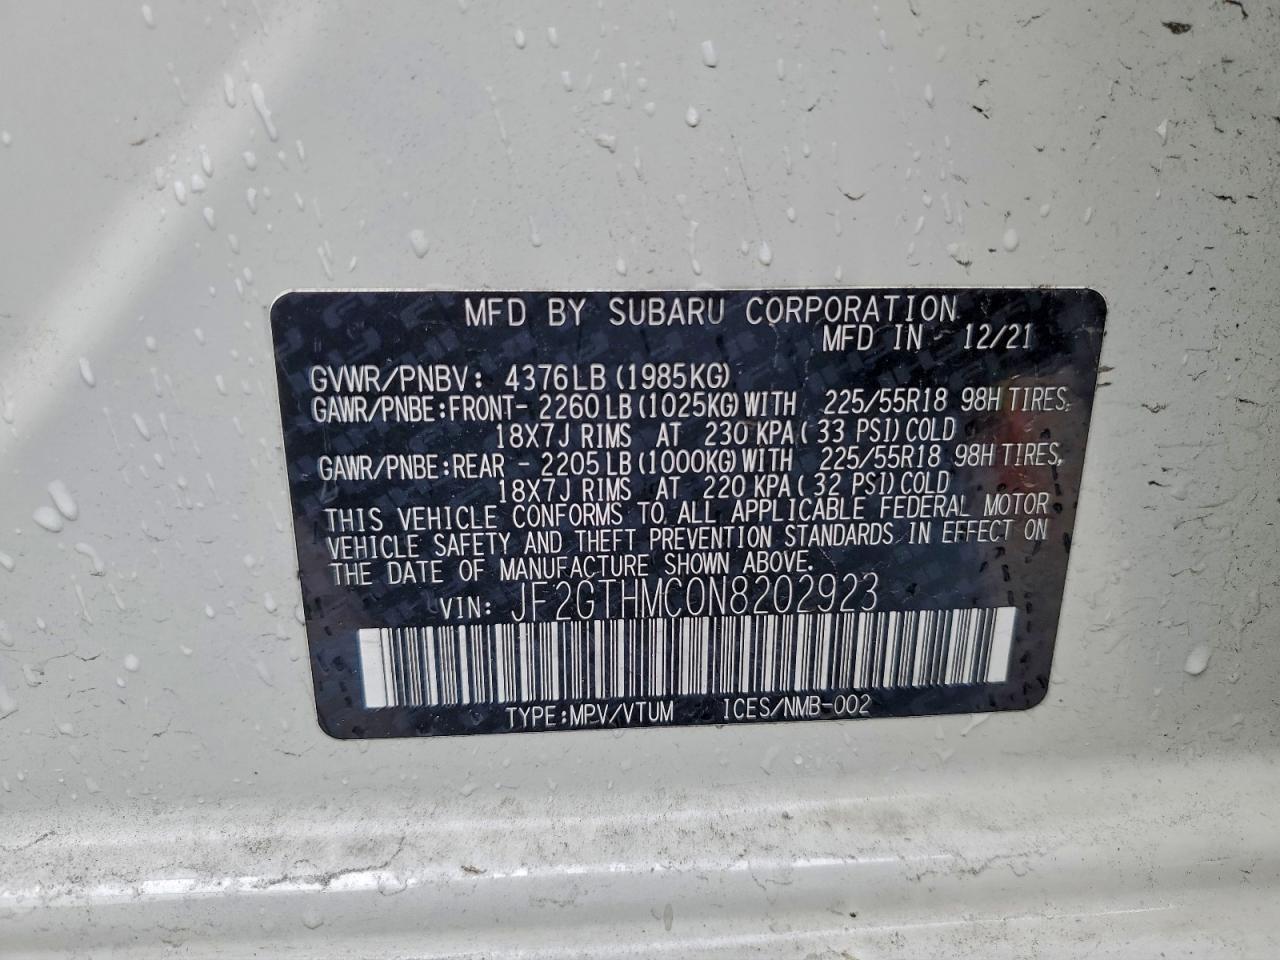 MFD BY SUBARU CORPORATION
MFD IN 12/21
GVWR/PNBV: 4376LB (1985KG)
GAWR/PNBE:FRONT- 2260LB (1025KG) WITH 225/55R18 98H TIRES,
18X7J RIMS AT 230 KPA( 33 PSI) COLD
GAWR/PNBE:REAR - 2205LB (1000KG) WITH 225/55R18 98H TIRES,
18X7J RIMS AT 220 KPA( 32 PSI) COLD
THIS VEHICLE CONFORMS TO ALL APPLICABLE FEDERAL MOTOR
VEHICLE SAFETY AND THEFT PREVENTION STANDARDS IN EFFECT ON
THE DATE OF MANUFACTURE SHOWN ABOVE.
VIN: JF2GTHMC0N8202923
TYPE:MPV/VTUM ICES/NMB-002